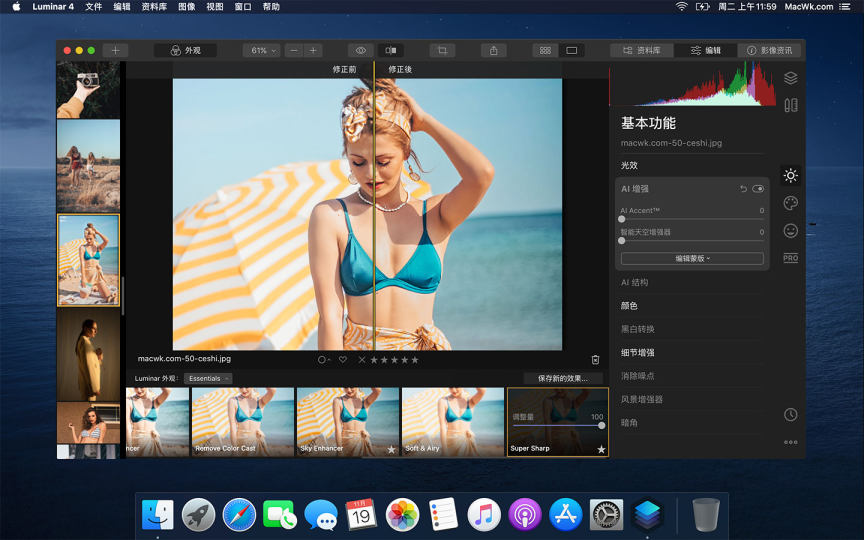 Luminar 4 文件 编辑 资料库 图像 视图 窗口 帮助 周二 上午11:59 MacWk.com
外观 61% 资料库 编辑 影像资讯
修正前 修正後
基本功能
macwk.com-50-ceshi.jpg
光效
AI 增强
AI Accent™ 0
智能天空增强器 0
编辑蒙版
AI 结构
颜色
黑白转换
细节增强
消除噪点
风景增强器
暗角
PRO
macwk.com-50-ceshi.jpg
Luminar 外观: Essentials 保存新的效果...
调整量 100
ncer Remove Color Cast Sky Enhancer Soft & Airy Super Sharp
11月
19